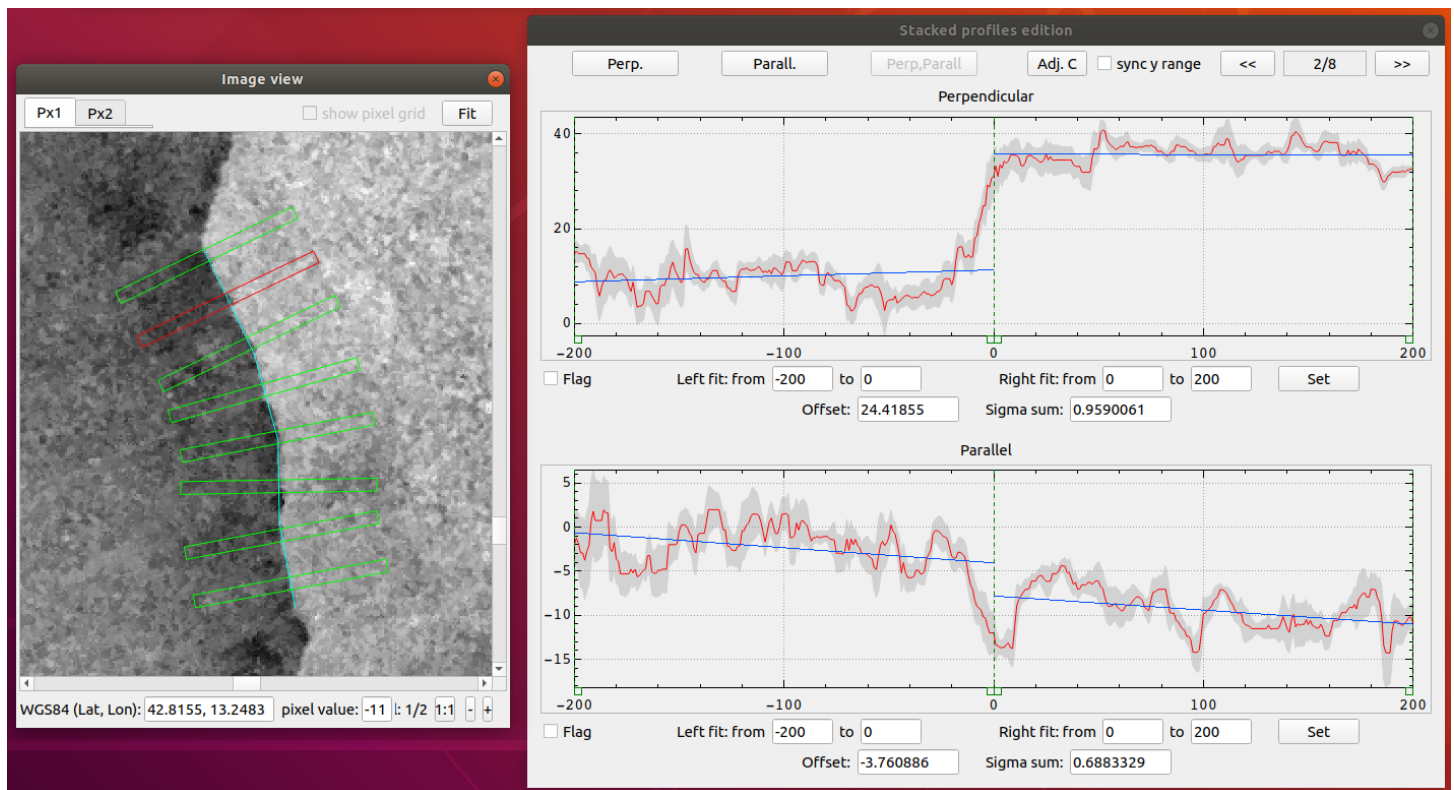 Image view
Px1 Px2 show pixel grid Fit
WGS84 (Lat, Lon): 42.8155, 13.2483 pixel value: -11 l: 1/2 1:1 - +
Stacked profiles edition
Perp. Parall. Perp,Parall Adj. C sync y range << 2/8 >>
Perpendicular
40
20
0
-200 -100 0 100 200
Flag Left fit: from -200 to 0 Right fit: from 0 to 200 Set
Offset: 24.41855 Sigma sum: 0.9590061
Parallel
5
0
-5
-10
-15
-200 -100 0 100 200
Flag Left fit: from -200 to 0 Right fit: from 0 to 200 Set
Offset: -3.760886 Sigma sum: 0.6883329